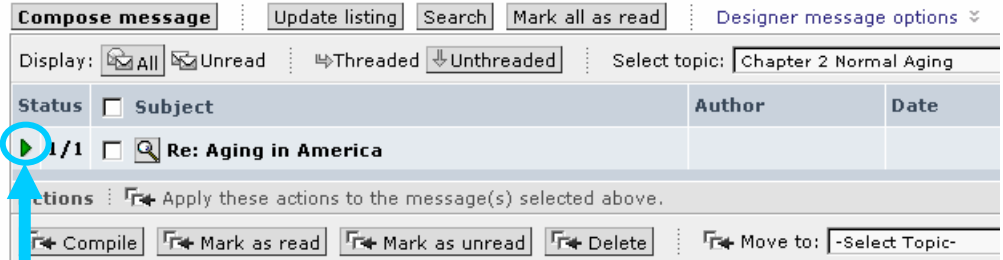 Compose message Update listing Search Mark all as read Designer message options
Display: All Unread Threaded Unthreaded Select topic: Chapter 2 Normal Aging
Status Subject Author Date
1/1 Re: Aging in America
ctions Apply these actions to the message(s) selected above.
Compile Mark as read Mark as unread Delete Move to: -Select Topic-